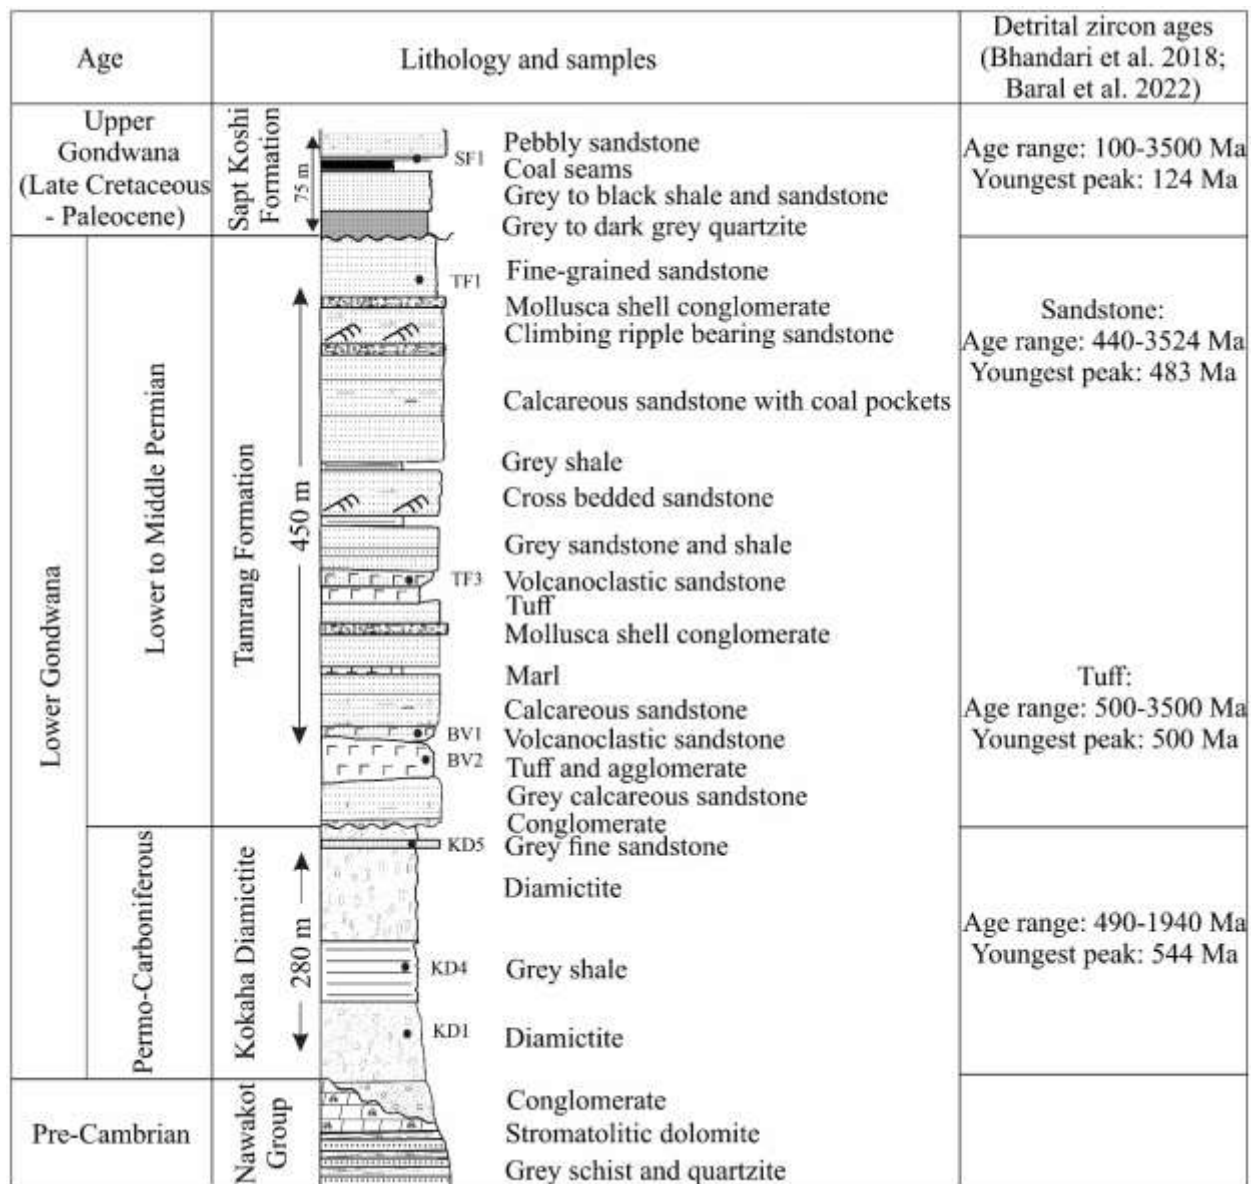 Age
Lithology and samples
Detrital zircon ages
(Bhandari et al. 2018;
Baral et al. 2022)
Upper
Gondwana
(Late Cretaceous
- Paleocene)
Sapt Koshi
Formation
75 m
SF1
Pebbly sandstone
Coal seams
Grey to black shale and sandstone
Grey to dark grey quartzite
Age range: 100-3500 Ma
Youngest peak: 124 Ma
Lower Gondwana
Lower to Middle Permian
Tamrang Formation
450 m
TF1
Fine-grained sandstone
Mollusca shell conglomerate
Climbing ripple bearing sandstone
Calcareous sandstone with coal pockets
Grey shale
Cross bedded sandstone
Grey sandstone and shale
TF3
Volcanoclastic sandstone
Tuff
Mollusca shell conglomerate
Marl
Calcareous sandstone
BV1
Volcanoclastic sandstone
BV2
Tuff and agglomerate
Grey calcareous sandstone
Conglomerate
Sandstone:
Age range: 440-3524 Ma
Youngest peak: 483 Ma
Tuff:
Age range: 500-3500 Ma
Youngest peak: 500 Ma
Permo-Carboniferous
Kokaha Diamictite
280 m
KD5
Grey fine sandstone
Diamictite
KD4
Grey shale
KD1
Diamictite
Age range: 490-1940 Ma
Youngest peak: 544 Ma
Pre-Cambrian
Nawakot
Group
Conglomerate
Stromatolitic dolomite
Grey schist and quartzite